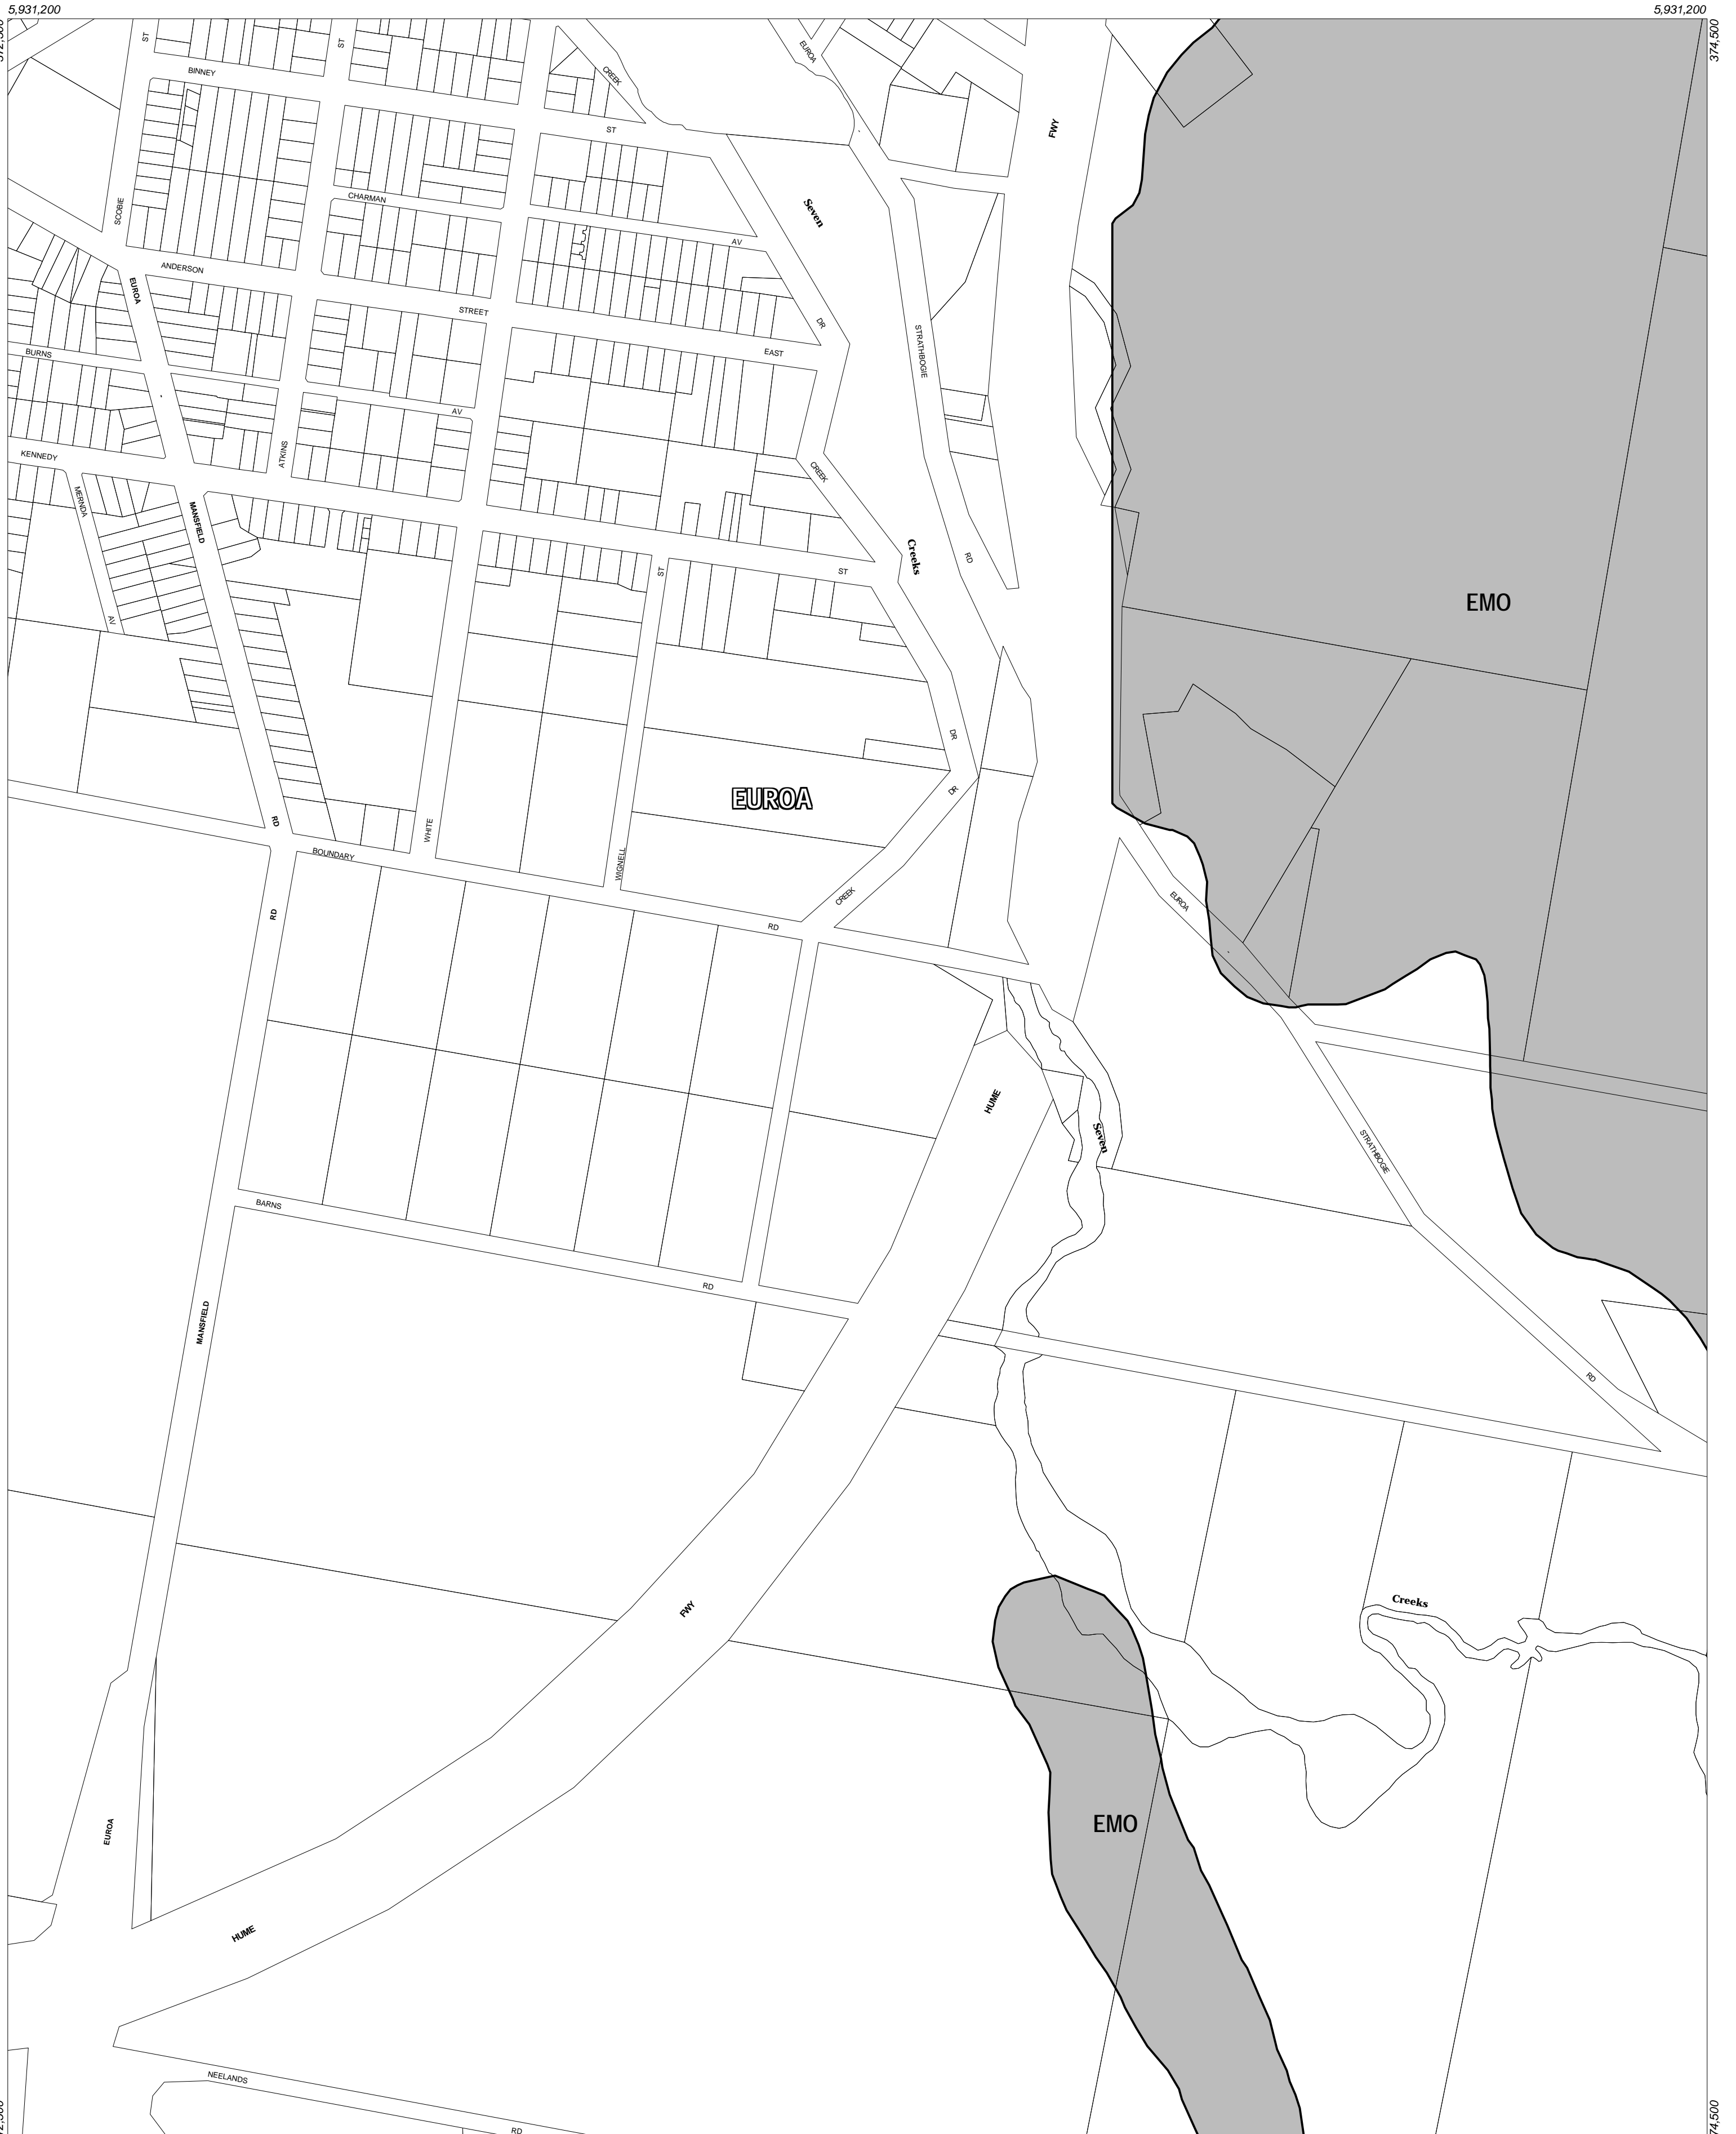 5,931,200
5,931,200
374,500
ST
ST
BINNEY
CREEK
EUROA
ST
FWY
SCOBIE
CHARMAN
Seven
AV
ANDERSON
EUROA
STREET
DR
EAST
STRATHBOGIE
BURNS
AV
ATKINS
KENNEDY
CREEK
MERNDA
MANSFIELD
Creeks
RD
ST
ST
EMO
AV
DR
EUROA
DR
RD
WHITE
BOUNDARY
WIGNELL
CREEK
EUROA
RD
RD
HUME
Seven
STRATHBOGIE
BARNS
RD
MANSFIELD
RD
Creeks
FWY
EMO
EUROA
HUME
NEELANDS
RD
74,500